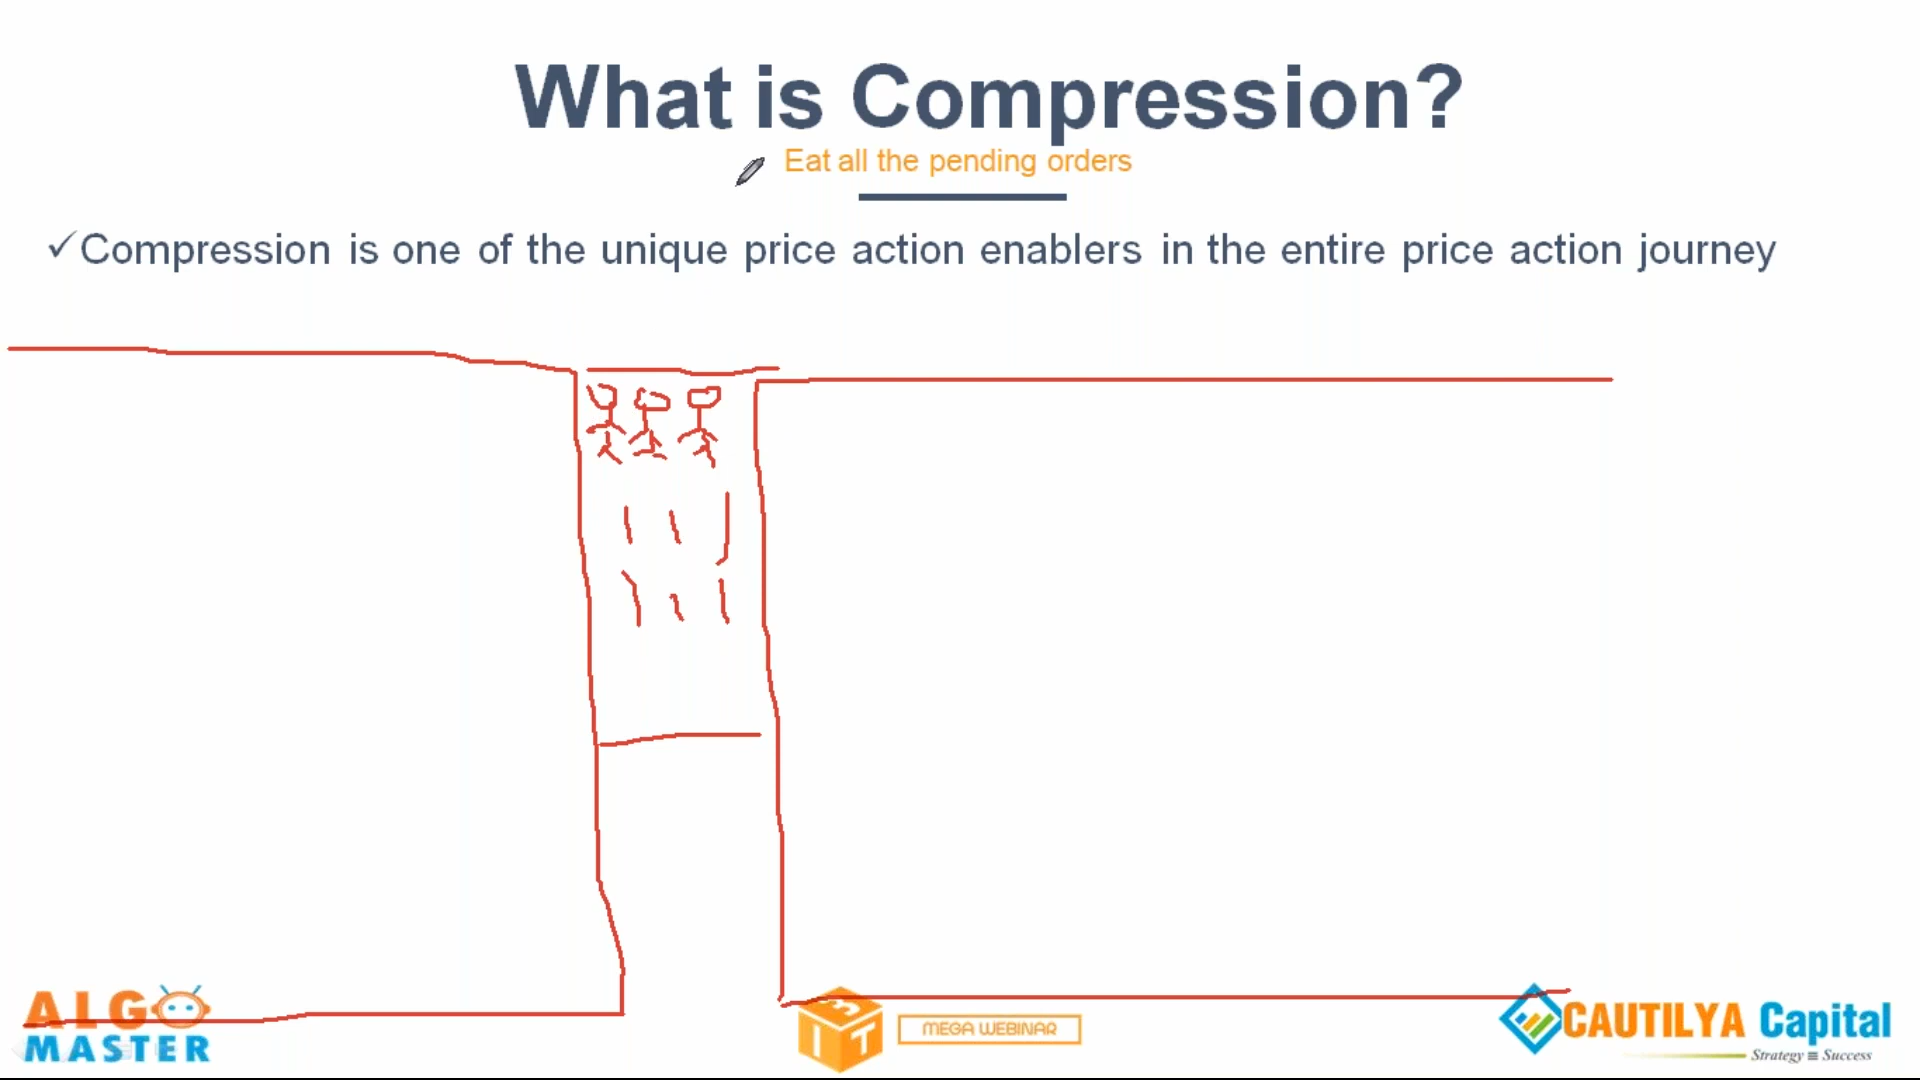 What is Compression?
Eat all the pending orders
✓Compression is one of the unique price action enablers in the entire price action journey
ALGO
MASTER
3
I T
MEGA WEBINAR
CAUTILYA Capital
Strategy ≡ Success